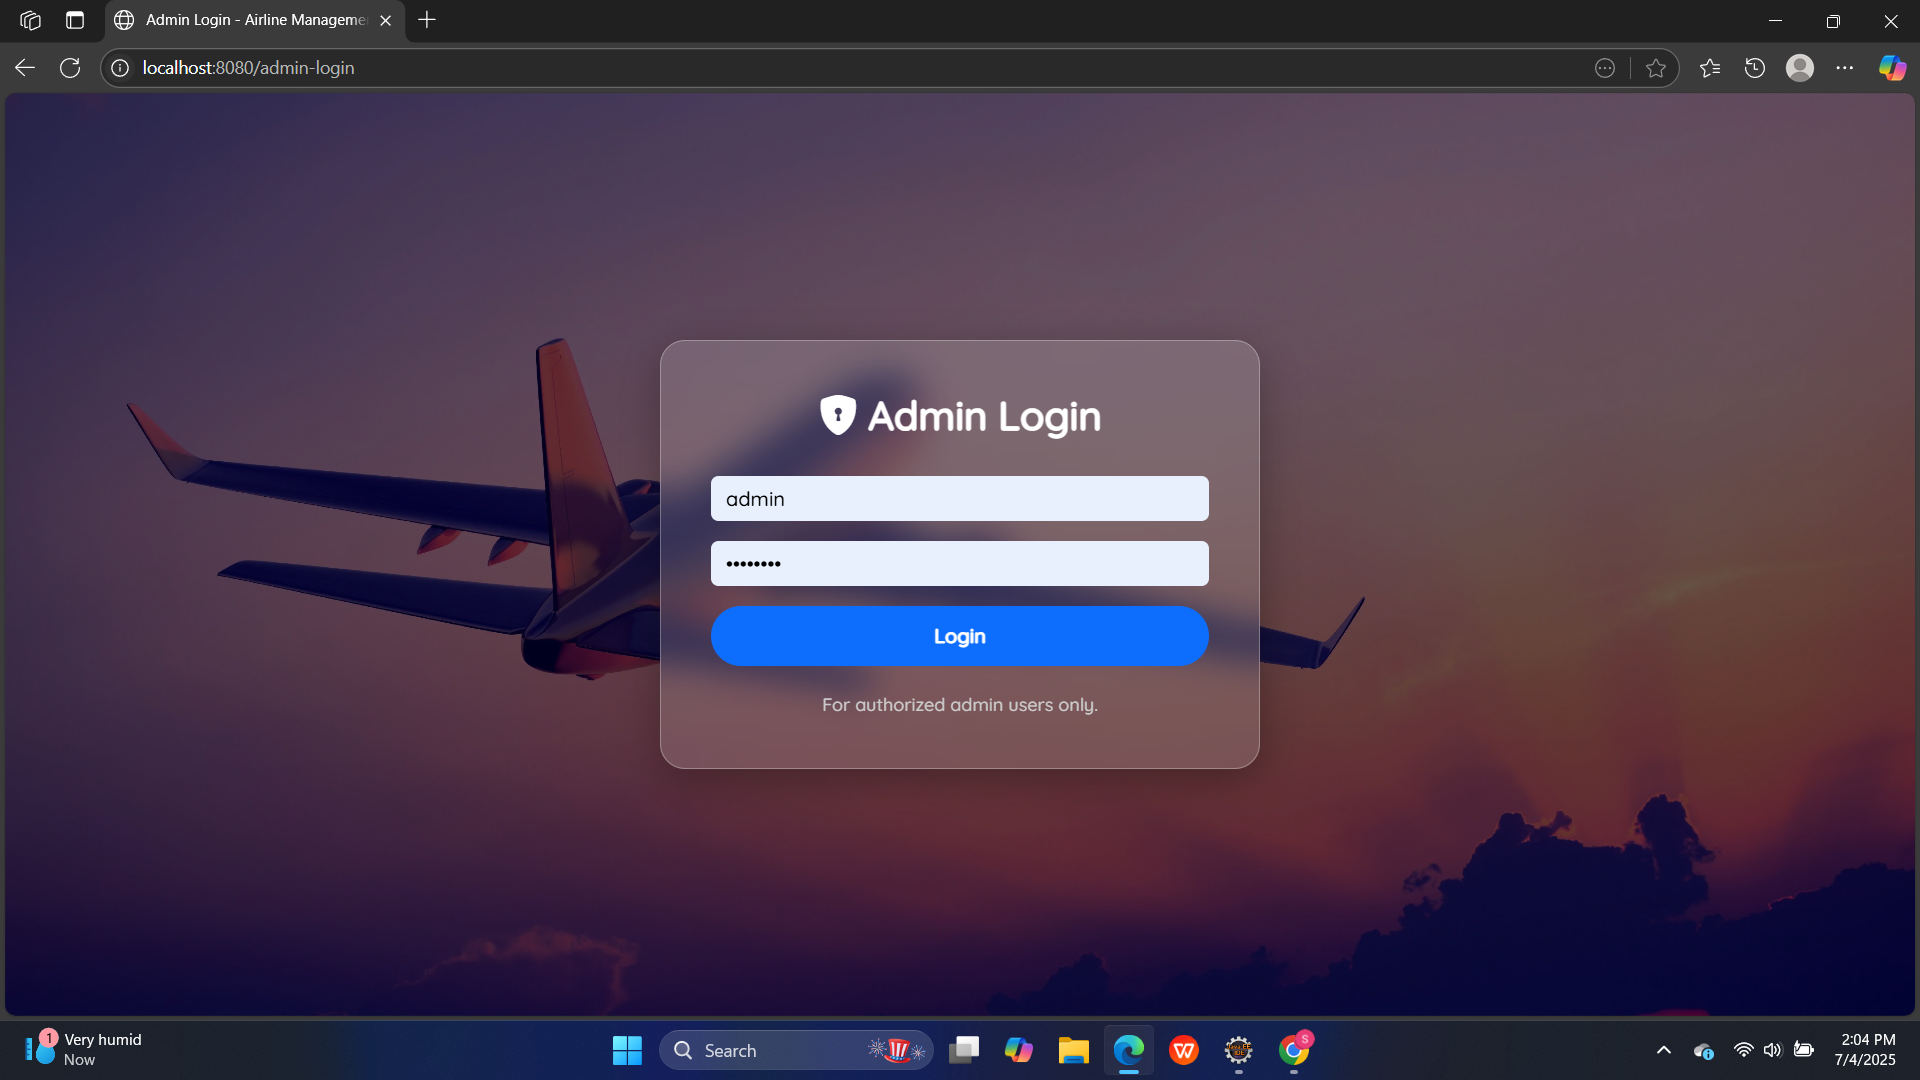 Admin Login - Airline Manageme
localhost:8080/admin-login
Admin Login
admin
••••••••
Login
For authorized admin users only.
1
Very humid
Now
Search
S
2:04 PM
7/4/2025